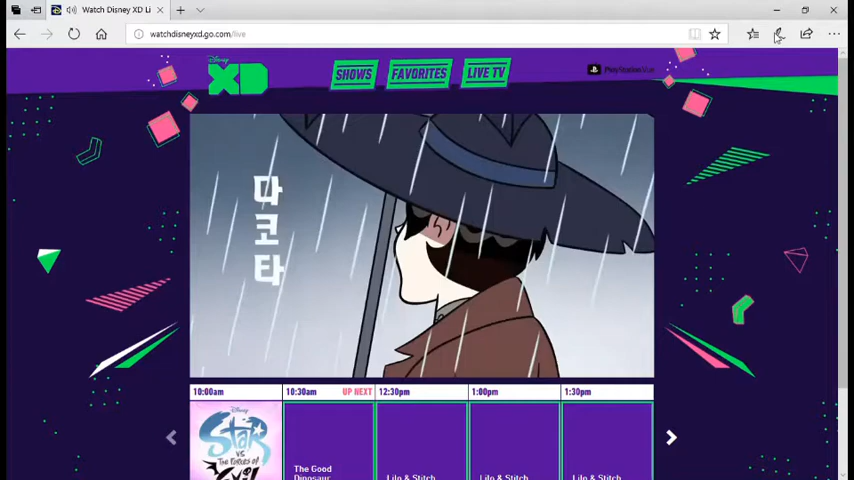 Watch Disney XD Li
watchdisneyxd.go.com/live
Disney XD
SHOWS
FAVORITES
LIVE TV
PlayStation Vue
다코타
10:00am
10:30am UP NEXT
12:30pm
1:00pm
1:30pm
Disney
Star
vs
THE FORCES OF
EVIL
The Good
Dinosaur
Lilo & Stitch
Lilo & Stitch
Lilo & Stitch